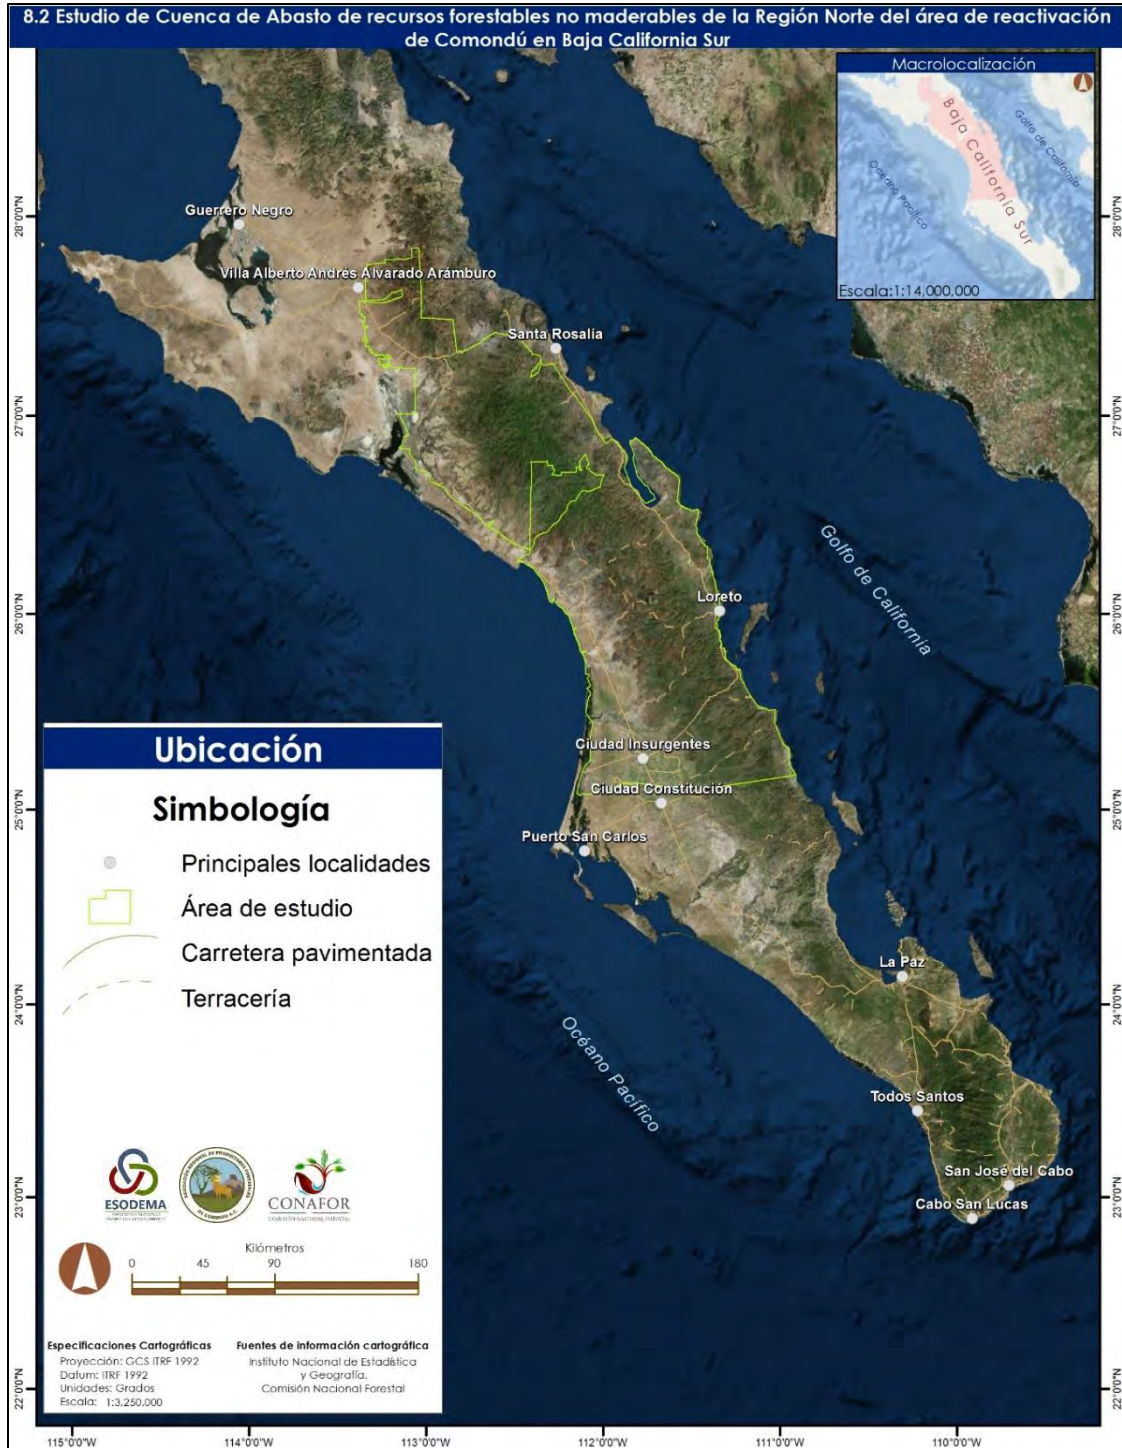 8.2 Estudio de Cuenca de Abasto de recursos forestables no maderables de la Región Norte del área de reactivación
de Comondú en Baja California Sur
Macrolocalización
Baja California Sur
Golfo de California
Océano Pacífico
Escala:1:14,000,000
Guerrero Negro
Villa Alberto Andrés Alvarado Arámburo
Santa Rosalía
Loreto
Golfo de California
Ciudad Insurgentes
Ciudad Constitución
Puerto San Carlos
La Paz
Océano Pacífico
Todos Santos
San José del Cabo
Cabo San Lucas
28°0'0"N
27°0'0"N
26°0'0"N
25°0'0"N
24°0'0"N
23°0'0"N
22°0'0"N
28°0'0"N
27°0'0"N
26°0'0"N
25°0'0"N
24°0'0"N
23°0'0"N
22°0'0"N
Ubicación
Simbología
Principales localidades
Área de estudio
Carretera pavimentada
Terracería
ESODEMA
CONAFOR
COMISIÓN NACIONAL FORESTAL
Kilómetros
0 45 90 180
Especificaciones Cartográficas
Proyección: GCS ITRF 1992
Datum: ITRF 1992
Unidades: Grados
Escala: 1:3,250,000
Fuentes de información cartográfica
Instituto Nacional de Estadística
y Geografía.
Comisión Nacional Forestal
115°0'0"W 114°0'0"W 113°0'0"W 112°0'0"W 111°0'0"W 110°0'0"W